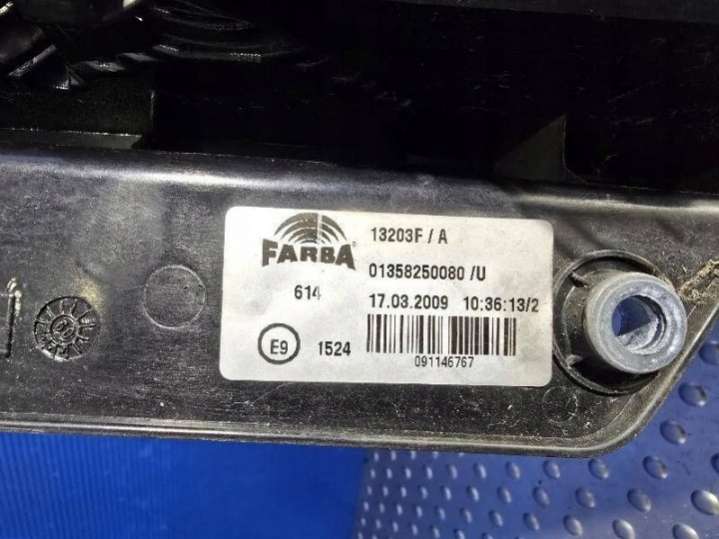 FARBA
13203F / A
01358250080 /U
614
17.03.2009 10:36:13/2
E9
1524
091146767